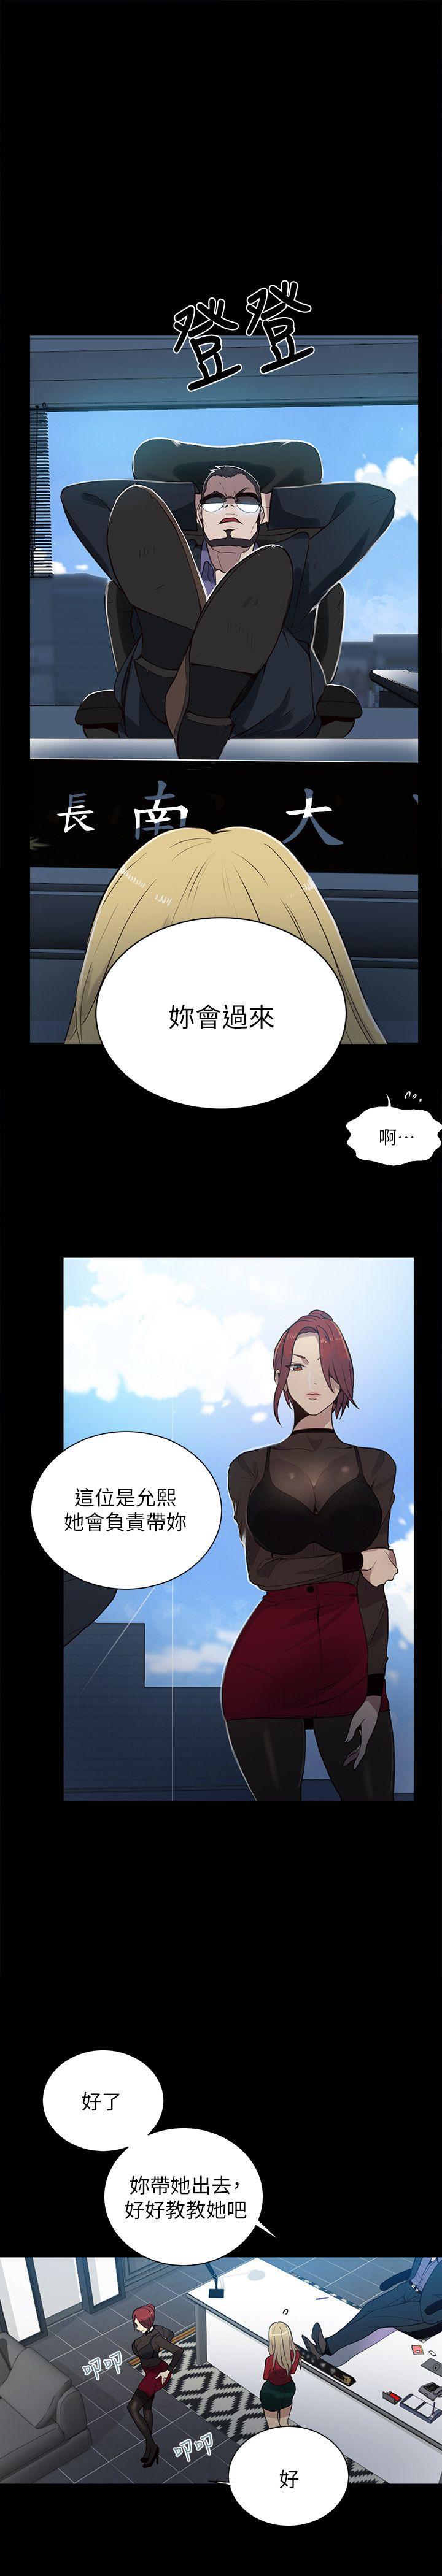 登登
長 南 大
妳會過來
啊…
這位是允熙
她會負責帶妳
好了
妳帶她出去，
好好教教她吧
叩叩
叩叩
好